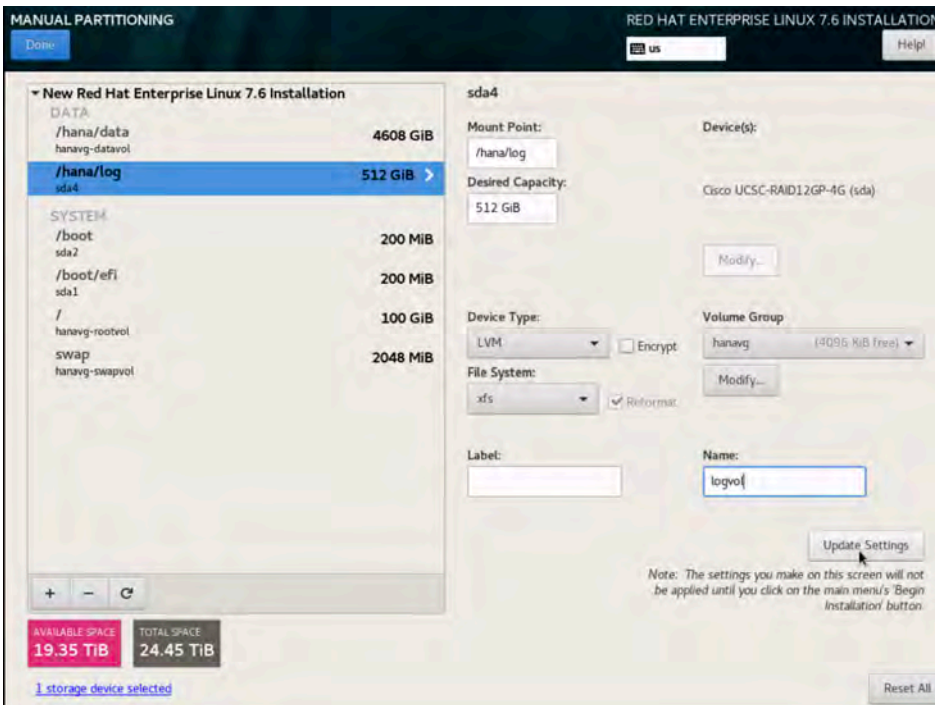 MANUAL PARTITIONING
RED HAT ENTERPRISE LINUX 7.6 INSTALLATION
Done
us
Help!
New Red Hat Enterprise Linux 7.6 Installation
DATA
/hana/data
4608 GiB
hanavg-datavol
/hana/log
512 GiB
sda4
SYSTEM
/boot
200 MiB
sda2
/boot/efi
200 MiB
sda1
/
100 GiB
hanavg-rootvol
swap
2048 MiB
hanavg-swapvol
sda4
Mount Point:
Device(s):
/hana/log
Desired Capacity:
Cisco UCSC-RAID12GP-4G (sda)
512 GiB
Modify...
Device Type:
Volume Group
LVM
Encrypt
hanavg (4096 KiB free)
File System:
Modify...
xfs
Reformat
Label:
Name:
logvol
Update Settings
Note: The settings you make on this screen will not
be applied until you click on the main menu's 'Begin
Installation' button.
+ −
AVAILABLE SPACE
19.35 TiB
TOTAL SPACE
24.45 TiB
1 storage device selected
Reset All